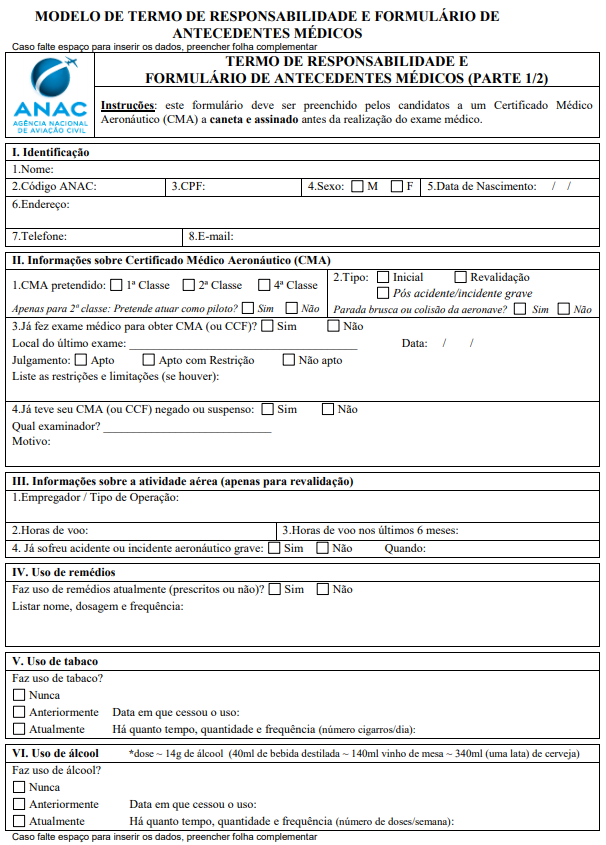 MODELO DE TERMO DE RESPONSABILIDADE E FORMULÁRIO DE
ANTECEDENTES MÉDICOS
Caso falte espaço para inserir os dados, preencher folha complementar
ANAC
AGÊNCIA NACIONAL
DE AVIAÇÃO CIVIL
TERMO DE RESPONSABILIDADE E
FORMULÁRIO DE ANTECEDENTES MÉDICOS (PARTE 1/2)
Instruções: este formulário deve ser preenchido pelos candidatos a um Certificado Médico
Aeronáutico (CMA) a caneta e assinado antes da realização do exame médico.
I. Identificação
1.Nome:
2.Código ANAC: 3.CPF: 4.Sexo: M F 5.Data de Nascimento: / /
6.Endereço:
7.Telefone: 8.E-mail:
II. Informações sobre Certificado Médico Aeronáutico (CMA)
1.CMA pretendido: 1ª Classe 2ª Classe 4ª Classe
Apenas para 2ª classe: Pretende atuar como piloto? Sim Não
2.Tipo: Inicial Revalidação
Pós acidente/incidente grave
Parada brusca ou colisão da aeronave? Sim Não
3.Já fez exame médico para obter CMA (ou CCF)? Sim Não
Local do último exame: ______________________________________ Data: / /
Julgamento: Apto Apto com Restrição Não apto
Liste as restrições e limitações (se houver):
4.Já teve seu CMA (ou CCF) negado ou suspenso: Sim Não
Qual examinador? ____________________________
Motivo:
III. Informações sobre a atividade aérea (apenas para revalidação)
1.Empregador / Tipo de Operação:
2.Horas de voo: 3.Horas de voo nos últimos 6 meses:
4. Já sofreu acidente ou incidente aeronáutico grave: Sim Não Quando:
IV. Uso de remédios
Faz uso de remédios atualmente (prescritos ou não)? Sim Não
Listar nome, dosagem e frequência:
V. Uso de tabaco
Faz uso de tabaco?
Nunca
Anteriormente Data em que cessou o uso:
Atualmente Há quanto tempo, quantidade e frequência (número cigarros/dia):
VI. Uso de álcool *dose ~ 14g de álcool (40ml de bebida destilada ~ 140ml vinho de mesa ~ 340ml (uma lata) de cerveja)
Faz uso de álcool?
Nunca
Anteriormente Data em que cessou o uso:
Atualmente Há quanto tempo, quantidade e frequência (número de doses/semana):
Caso falte espaço para inserir os dados, preencher folha complementar